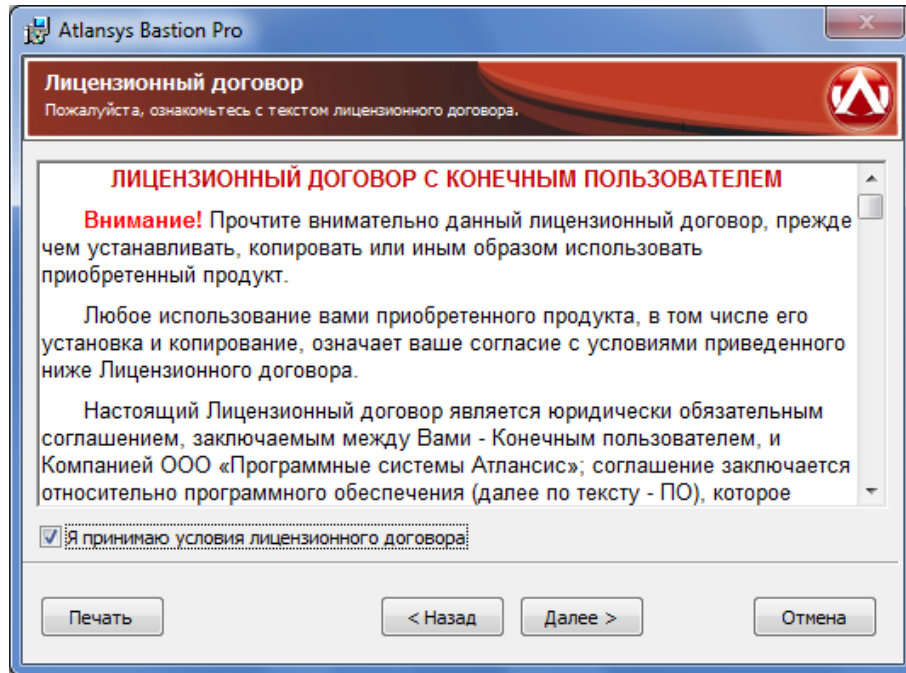 Atlansys Bastion Pro
Лицензионный договор
Пожалуйста, ознакомьтесь с текстом лицензионного договора.
ЛИЦЕНЗИОННЫЙ ДОГОВОР С КОНЕЧНЫМ ПОЛЬЗОВАТЕЛЕМ
Внимание! Прочтите внимательно данный лицензионный договор, прежде
чем устанавливать, копировать или иным образом использовать
приобретенный продукт.
Любое использование вами приобретенного продукта, в том числе его
установка и копирование, означает ваше согласие с условиями приведенного
ниже Лицензионного договора.
Настоящий Лицензионный договор является юридически обязательным
соглашением, заключаемым между Вами - Конечным пользователем, и
Компанией ООО «Программные системы Атлансис»; соглашение заключается
относительно программного обеспечения (далее по тексту - ПО), которое
Я принимаю условия лицензионного договора
Печать
< Назад
Далее >
Отмена